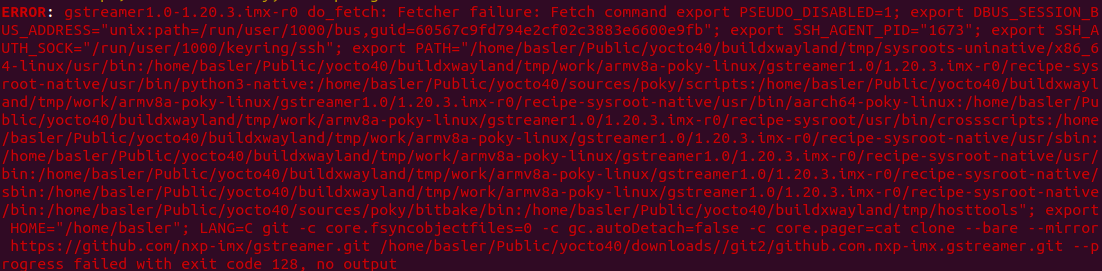 ERROR: gstreamer1.0-1.20.3.imx-r0 do_fetch: Fetcher failure: Fetch command export PSEUDO_DISABLED=1; export DBUS_SESSION_B
US_ADDRESS="unix:path=/run/user/1000/bus,guid=60567c9fd794e2cf02c3883e6600e9fb"; export SSH_AGENT_PID="1673"; export SSH_A
UTH_SOCK="/run/user/1000/keyring/ssh"; export PATH="/home/basler/Public/yocto40/buildxwayland/tmp/sysroots-uninative/x86_6
4-linux/usr/bin:/home/basler/Public/yocto40/buildxwayland/tmp/work/armv8a-poky-linux/gstreamer1.0/1.20.3.imx-r0/recipe-sys
root-native/usr/bin/python3-native:/home/basler/Public/yocto40/sources/poky/scripts:/home/basler/Public/yocto40/buildxwayl
and/tmp/work/armv8a-poky-linux/gstreamer1.0/1.20.3.imx-r0/recipe-sysroot-native/usr/bin/aarch64-poky-linux:/home/basler/Pu
blic/yocto40/buildxwayland/tmp/work/armv8a-poky-linux/gstreamer1.0/1.20.3.imx-r0/recipe-sysroot/usr/bin/crossscripts:/home
/basler/Public/yocto40/buildxwayland/tmp/work/armv8a-poky-linux/gstreamer1.0/1.20.3.imx-r0/recipe-sysroot-native/usr/sbin:
/home/basler/Public/yocto40/buildxwayland/tmp/work/armv8a-poky-linux/gstreamer1.0/1.20.3.imx-r0/recipe-sysroot-native/usr/
bin:/home/basler/Public/yocto40/buildxwayland/tmp/work/armv8a-poky-linux/gstreamer1.0/1.20.3.imx-r0/recipe-sysroot-native/
sbin:/home/basler/Public/yocto40/buildxwayland/tmp/work/armv8a-poky-linux/gstreamer1.0/1.20.3.imx-r0/recipe-sysroot-native
/bin:/home/basler/Public/yocto40/sources/poky/bitbake/bin:/home/basler/Public/yocto40/buildxwayland/tmp/hosttools"; export
HOME="/home/basler"; LANG=C git -c core.fsyncobjectfiles=0 -c gc.autoDetach=false -c core.pager=cat clone --bare --mirror
https://github.com/nxp-imx/gstreamer.git /home/basler/Public/yocto40/downloads//git2/github.com.nxp-imx.gstreamer.git --p
rogress failed with exit code 128, no output